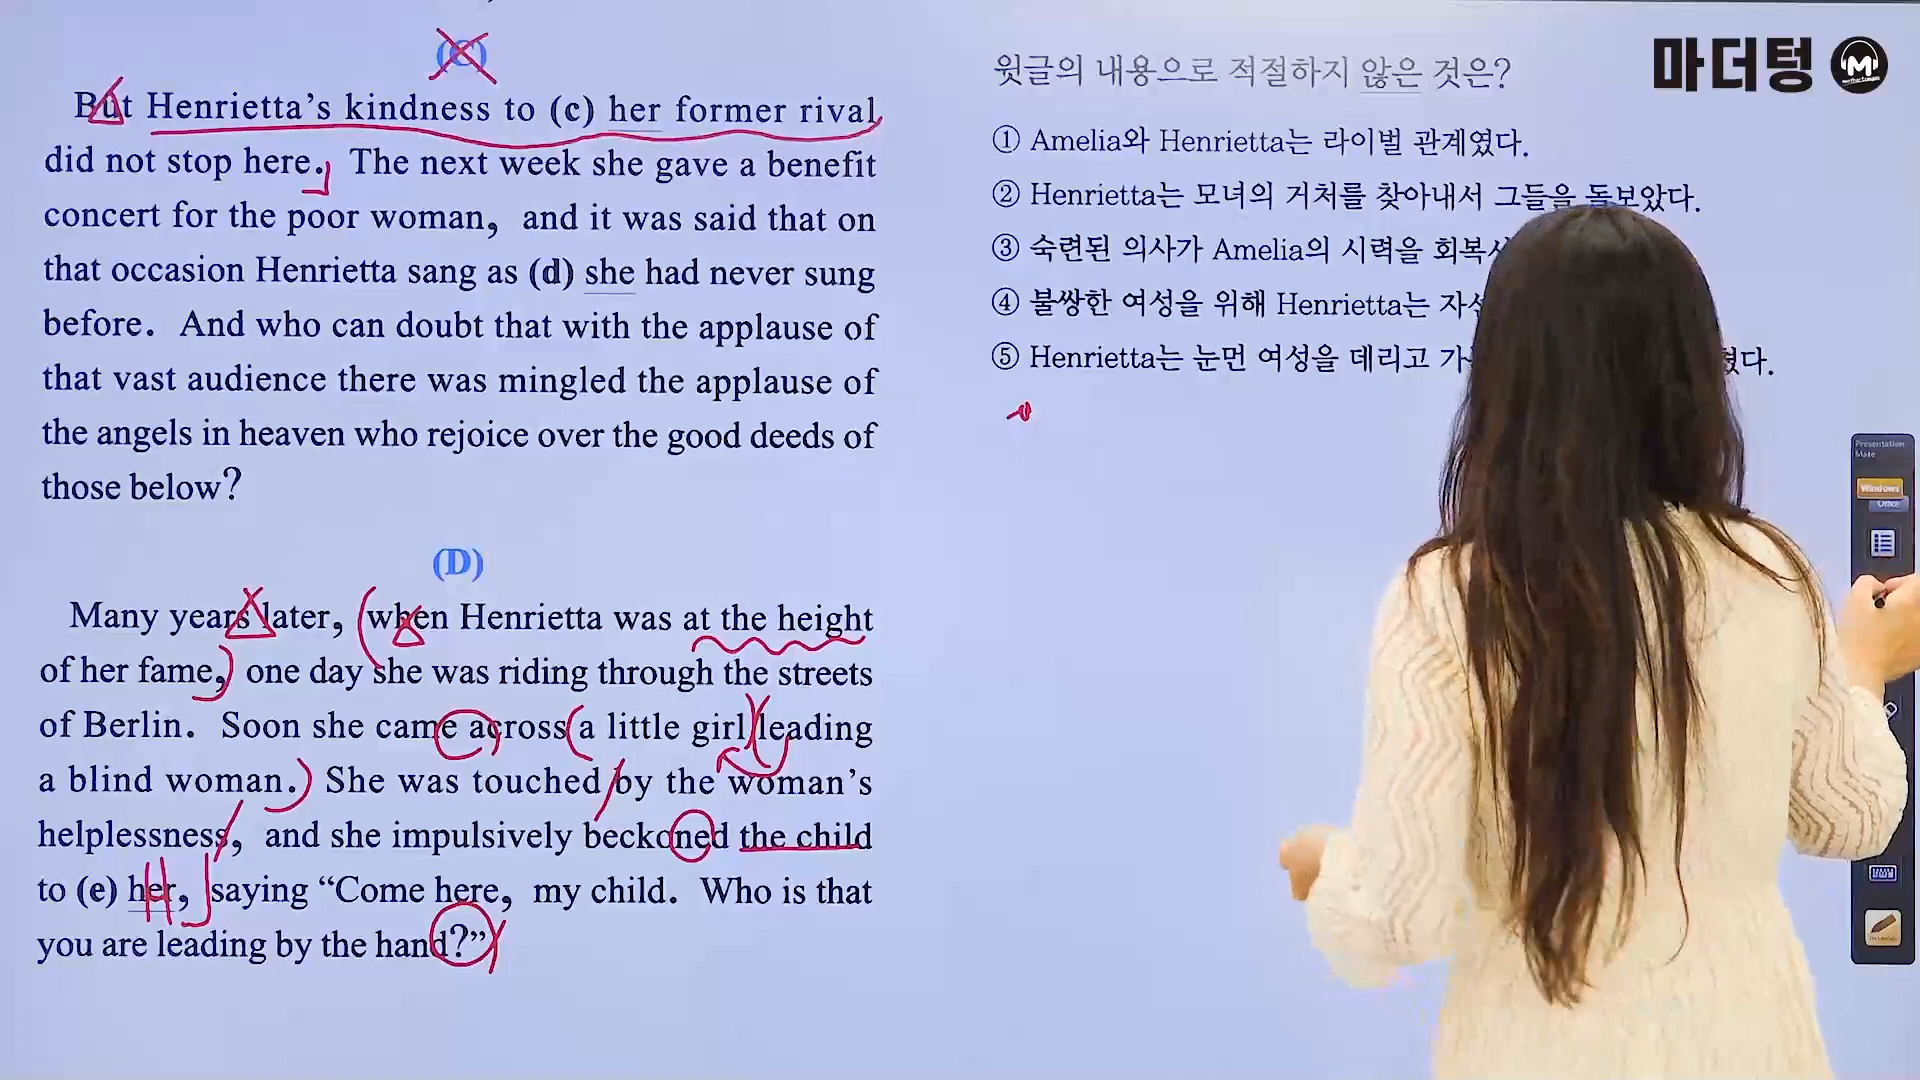 (C)
But Henrietta's kindness to (c) her former rival
did not stop here. The next week she gave a benefit
concert for the poor woman, and it was said that on
that occasion Henrietta sang as (d) she had never sung
before. And who can doubt that with the applause of
that vast audience there was mingled the applause of
the angels in heaven who rejoice over the good deeds of
those below?
(D)
Many years later, when Henrietta was at the height
of her fame, one day she was riding through the streets
of Berlin. Soon she came across a little girl leading
a blind woman. She was touched by the woman's
helplessness, and she impulsively beckoned the child
to (e) her, saying “Come here, my child. Who is that
you are leading by the hand?”
윗글의 내용으로 적절하지 않은 것은?
① Amelia와 Henrietta는 라이벌 관계였다.
② Henrietta는 모녀의 거처를 찾아내서 그들을 돌보았다.
③ 숙련된 의사가 Amelia의 시력을
④ 불쌍한 여성을 위해 Henrietta는
⑤ Henrietta는 눈먼 여성을 데리고
마더텅
M
Presentation
Mate
Windows
Office